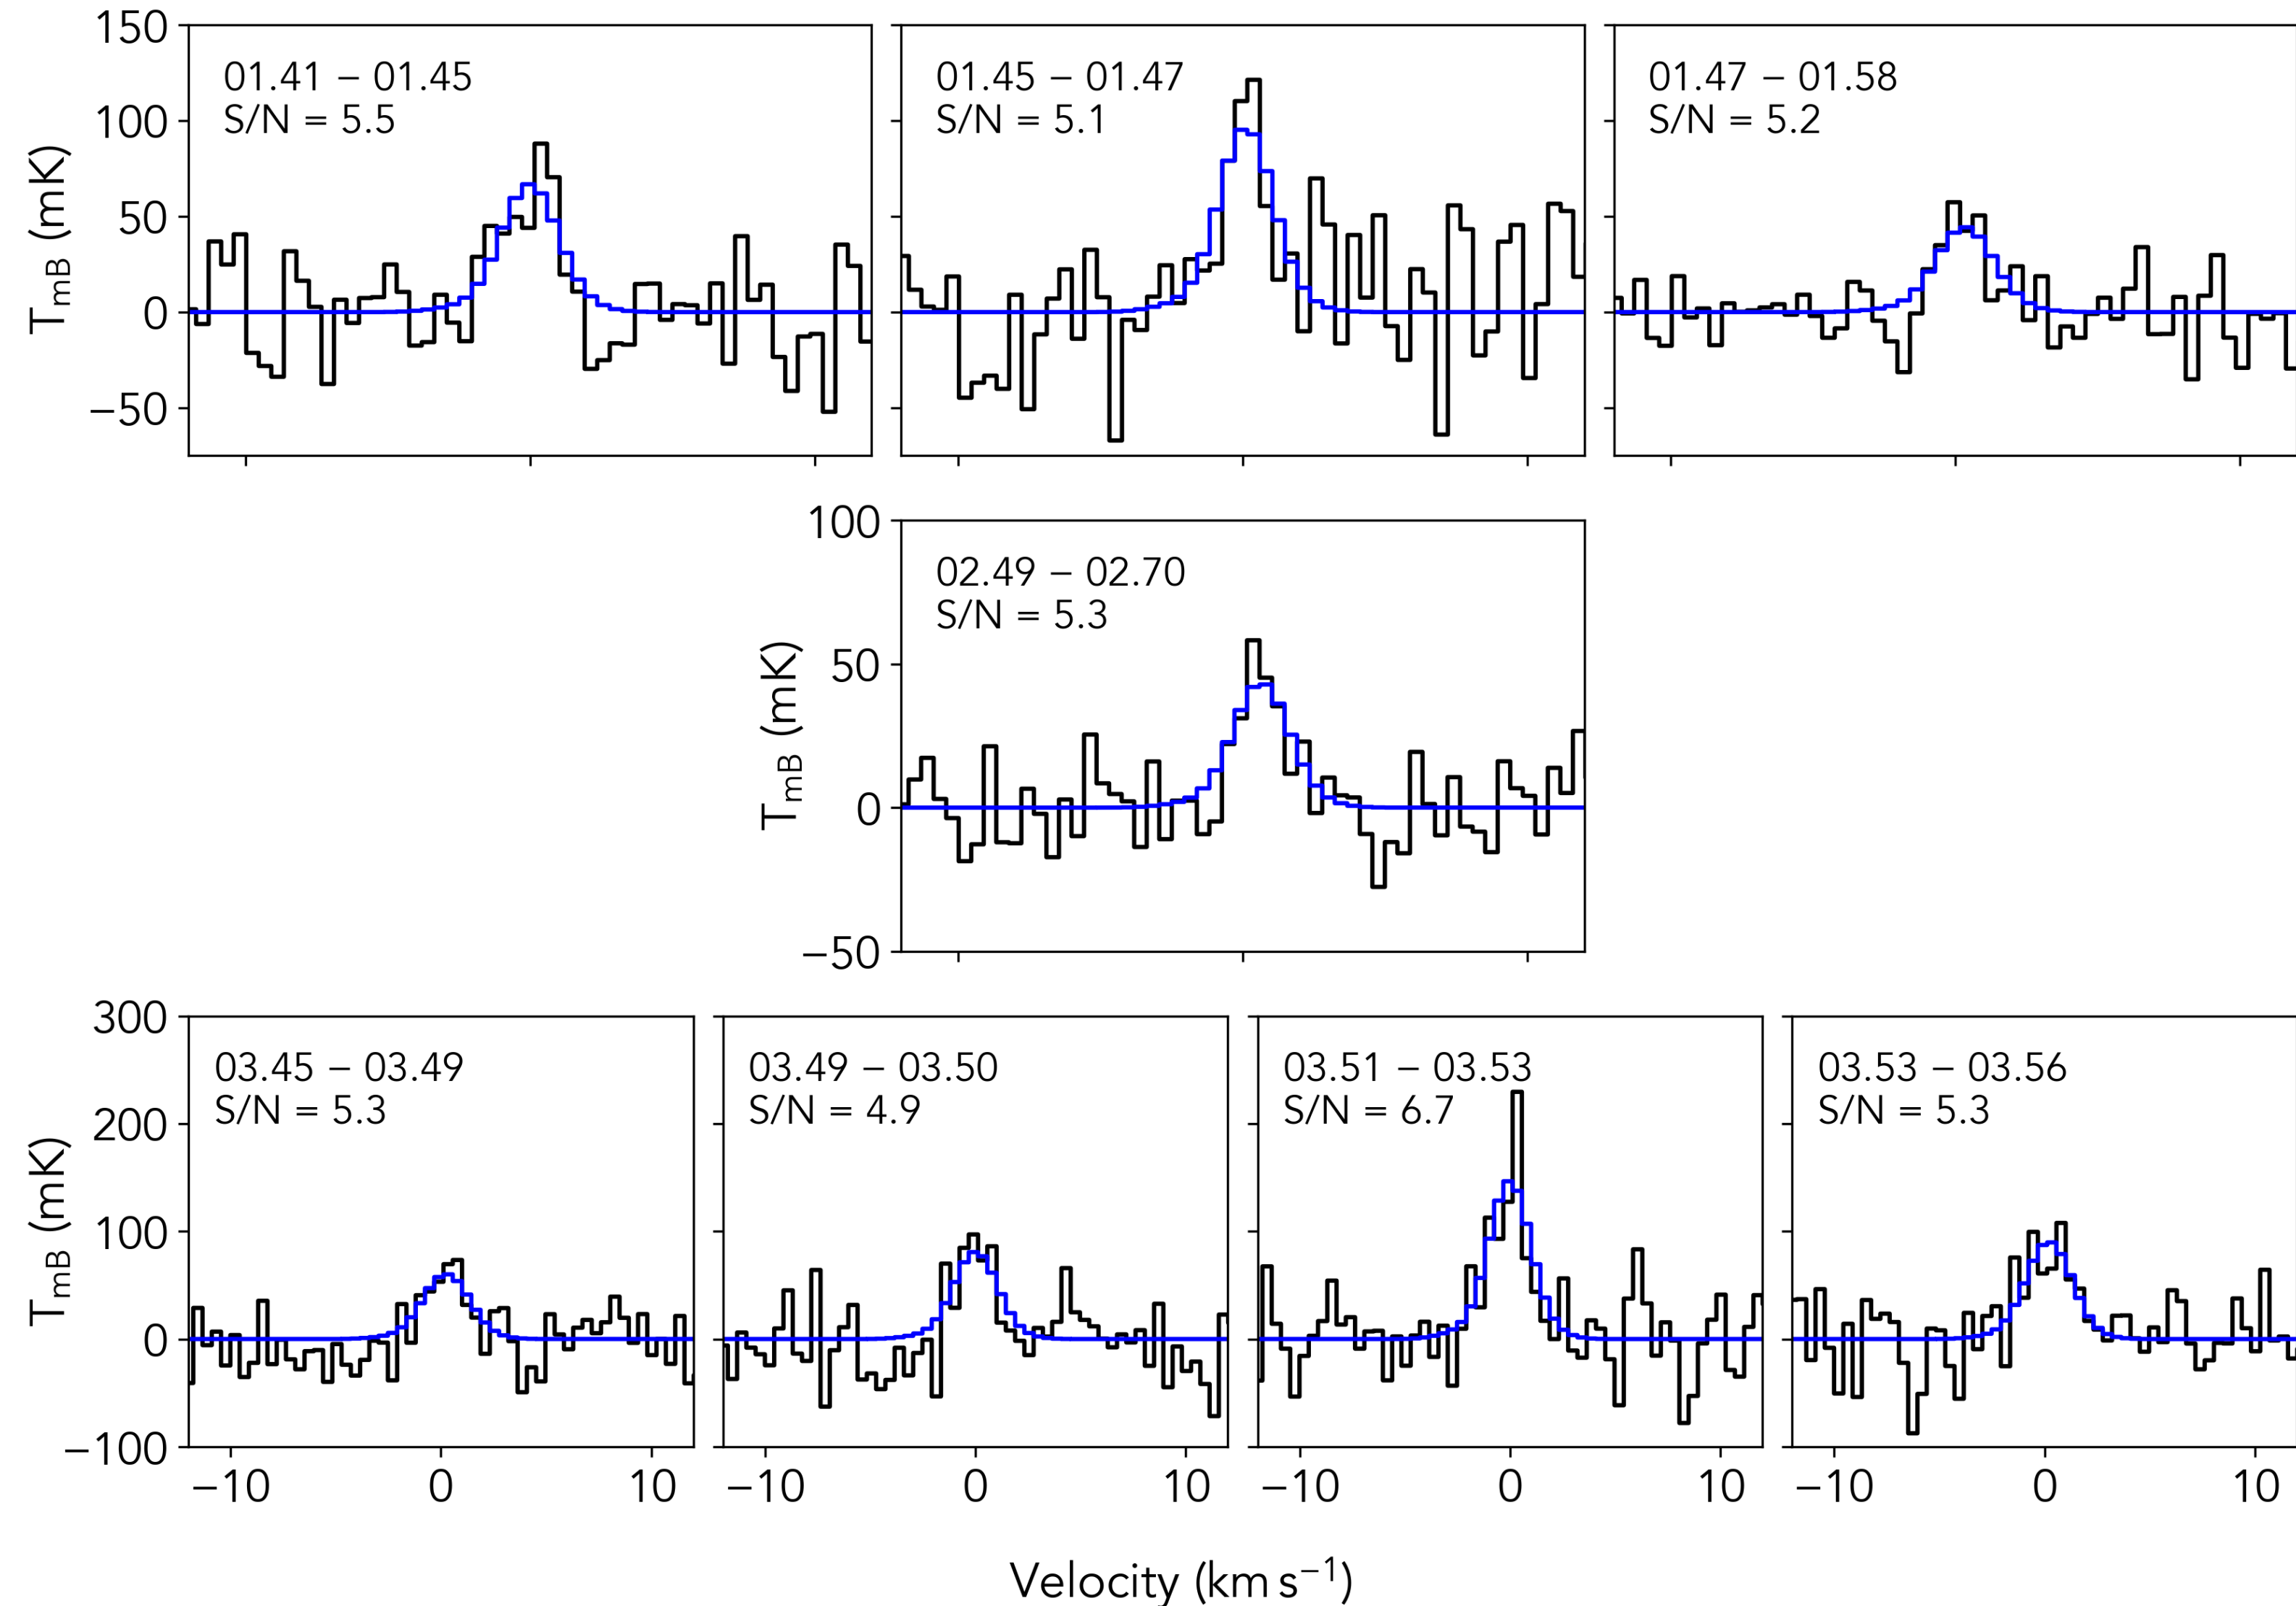 150
100
50
0
−50
T_mB (mK)
01.41 – 01.45
S/N = 5.5
01.45 – 01.47
S/N = 5.1
01.47 – 01.58
S/N = 5.2
100
50
0
−50
T_mB (mK)
02.49 – 02.70
S/N = 5.3
300
200
100
0
−100
T_mB (mK)
03.45 – 03.49
S/N = 5.3
03.49 – 03.50
S/N = 4.9
03.51 – 03.53
S/N = 6.7
03.53 – 03.56
S/N = 5.3
−10 0 10 −10 0 10 −10 0 10 −10 0 10
Velocity (km s⁻¹)